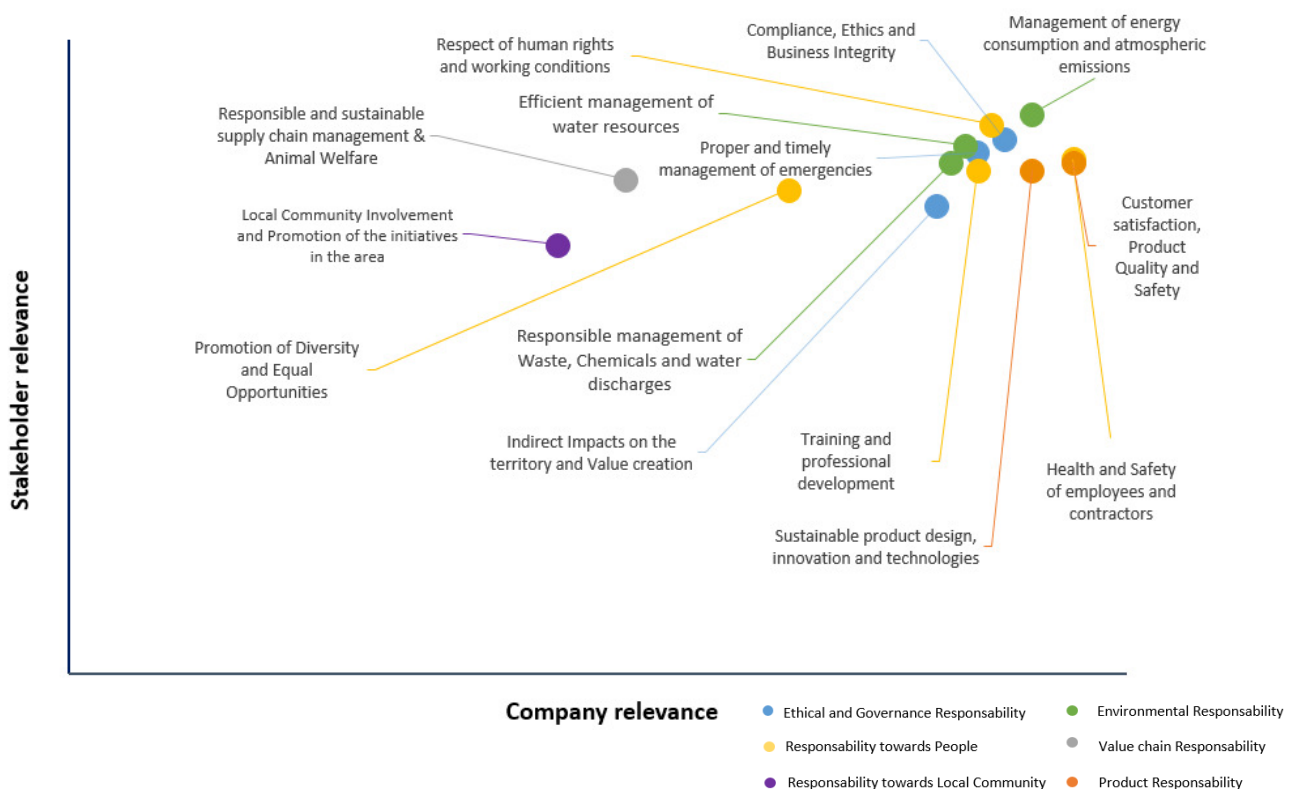 Management of energy
consumption and atmospheric
emissions
Compliance, Ethics and
Business Integrity
Respect of human rights
and working conditions
Efficient management of
water resources
Responsible and sustainable
supply chain management &
Animal Welfare
Proper and timely
management of emergencies
Local Community Involvement
and Promotion of the initiatives
in the area
Customer
satisfaction,
Product
Quality and
Safety
Promotion of Diversity
and Equal
Opportunities
Responsible management of
Waste, Chemicals and water
discharges
Indirect Impacts on the
territory and Value creation
Training and
professional
development
Health and Safety
of employees and
contractors
Sustainable product design,
innovation and technologies
Stakeholder relevance
Company relevance
Ethical and Governance Responsability
Environmental Responsability
Responsability towards People
Value chain Responsability
Responsability towards Local Community
Product Responsability